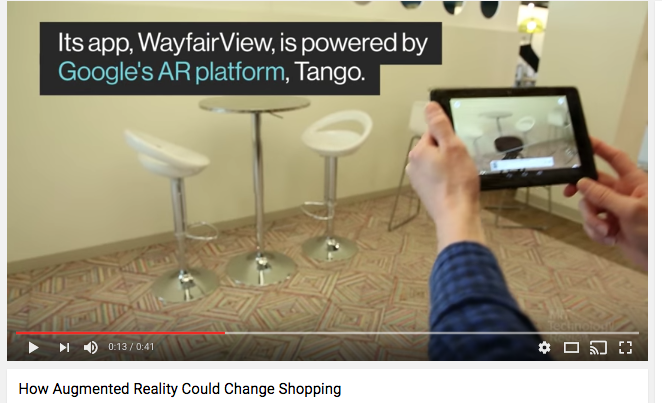 Its app, WayfairView, is powered by
Google's AR platform, Tango.
0:13 / 0:41
How Augmented Reality Could Change Shopping